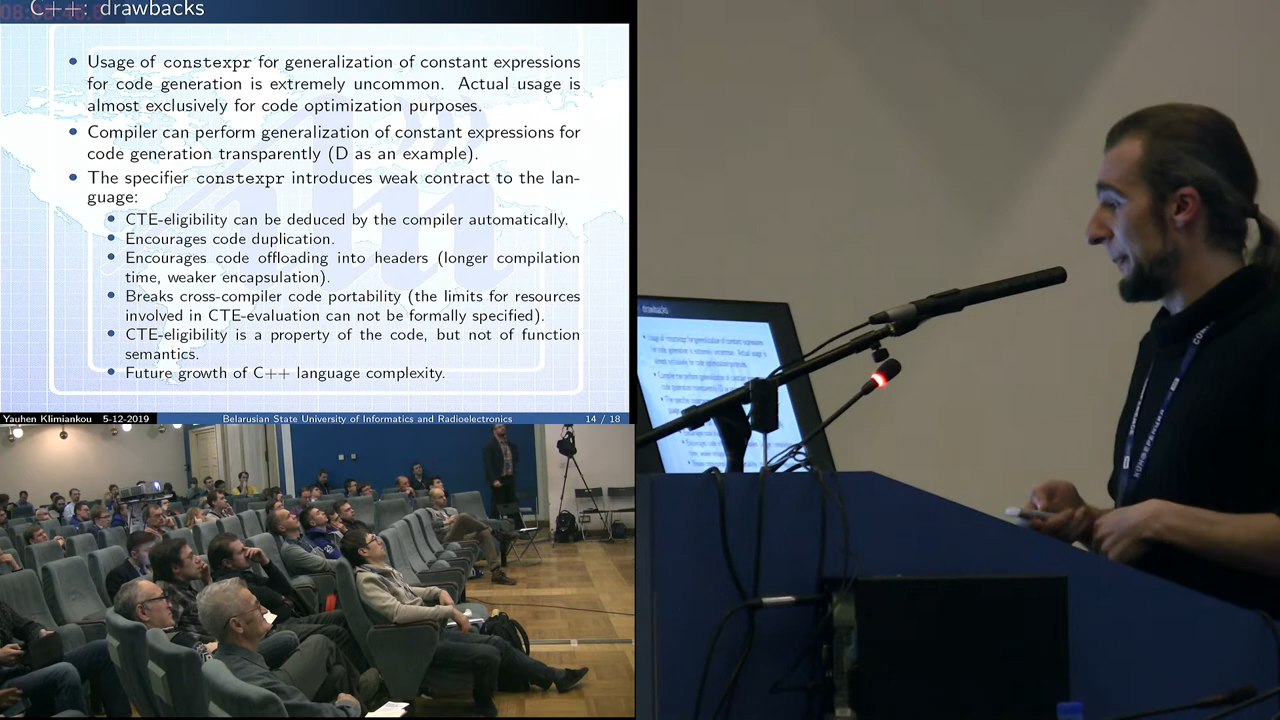 C++: drawbacks
Usage of constexpr for generalization of constant expressions
for code generation is extremely uncommon. Actual usage is
almost exclusively for code optimization purposes.
Compiler can perform generalization of constant expressions for
code generation transparently (D as an example).
The specifier constexpr introduces weak contract to the lan-
guage:
CTE-eligibility can be deduced by the compiler automatically.
Encourages code duplication.
Encourages code offloading into headers (longer compilation
time, weaker encapsulation).
Breaks cross-compiler code portability (the limits for resources
involved in CTE-evaluation can not be formally specified).
CTE-eligibility is a property of the code, but not of function
semantics.
Future growth of C++ language complexity.
Yauhen Klimiankou 5-12-2019 Belarusian State University of Informatics and Radioelectronics 14 / 18
drawbacks